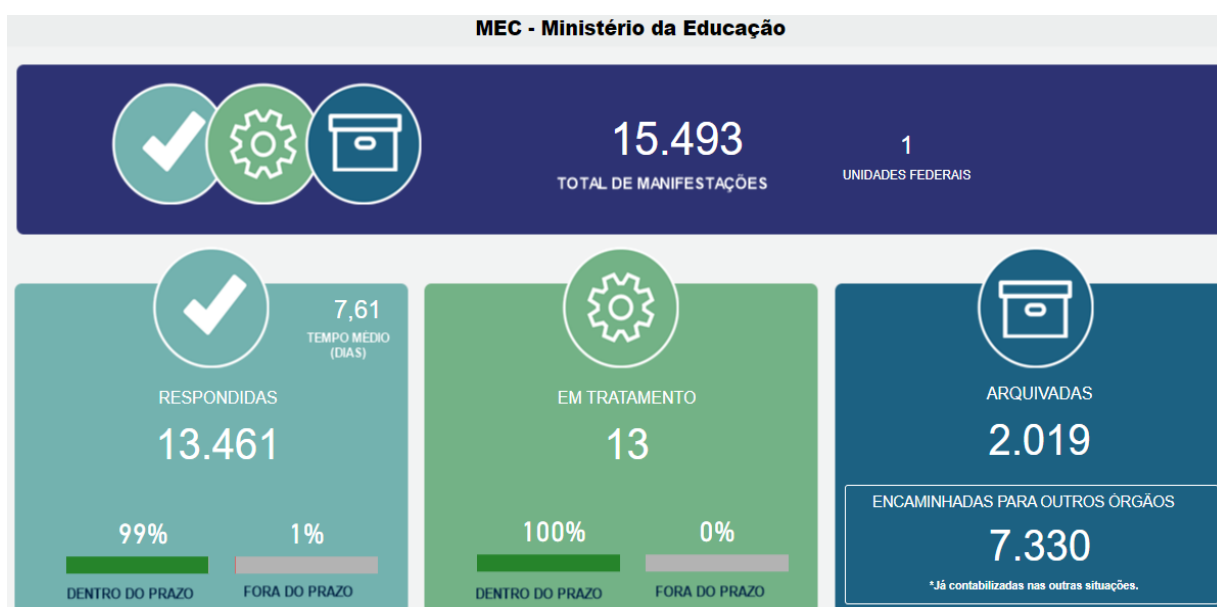 MEC - Ministério da Educação
15.493
TOTAL DE MANIFESTAÇÕES
1
UNIDADES FEDERAIS
7,61
TEMPO MÉDIO
(DIAS)
RESPONDIDAS
13.461
99%
1%
DENTRO DO PRAZO
FORA DO PRAZO
EM TRATAMENTO
13
100%
0%
DENTRO DO PRAZO
FORA DO PRAZO
ARQUIVADAS
2.019
ENCAMINHADAS PARA OUTROS ÓRGÃOS
7.330
*Já contabilizadas nas outras situações.